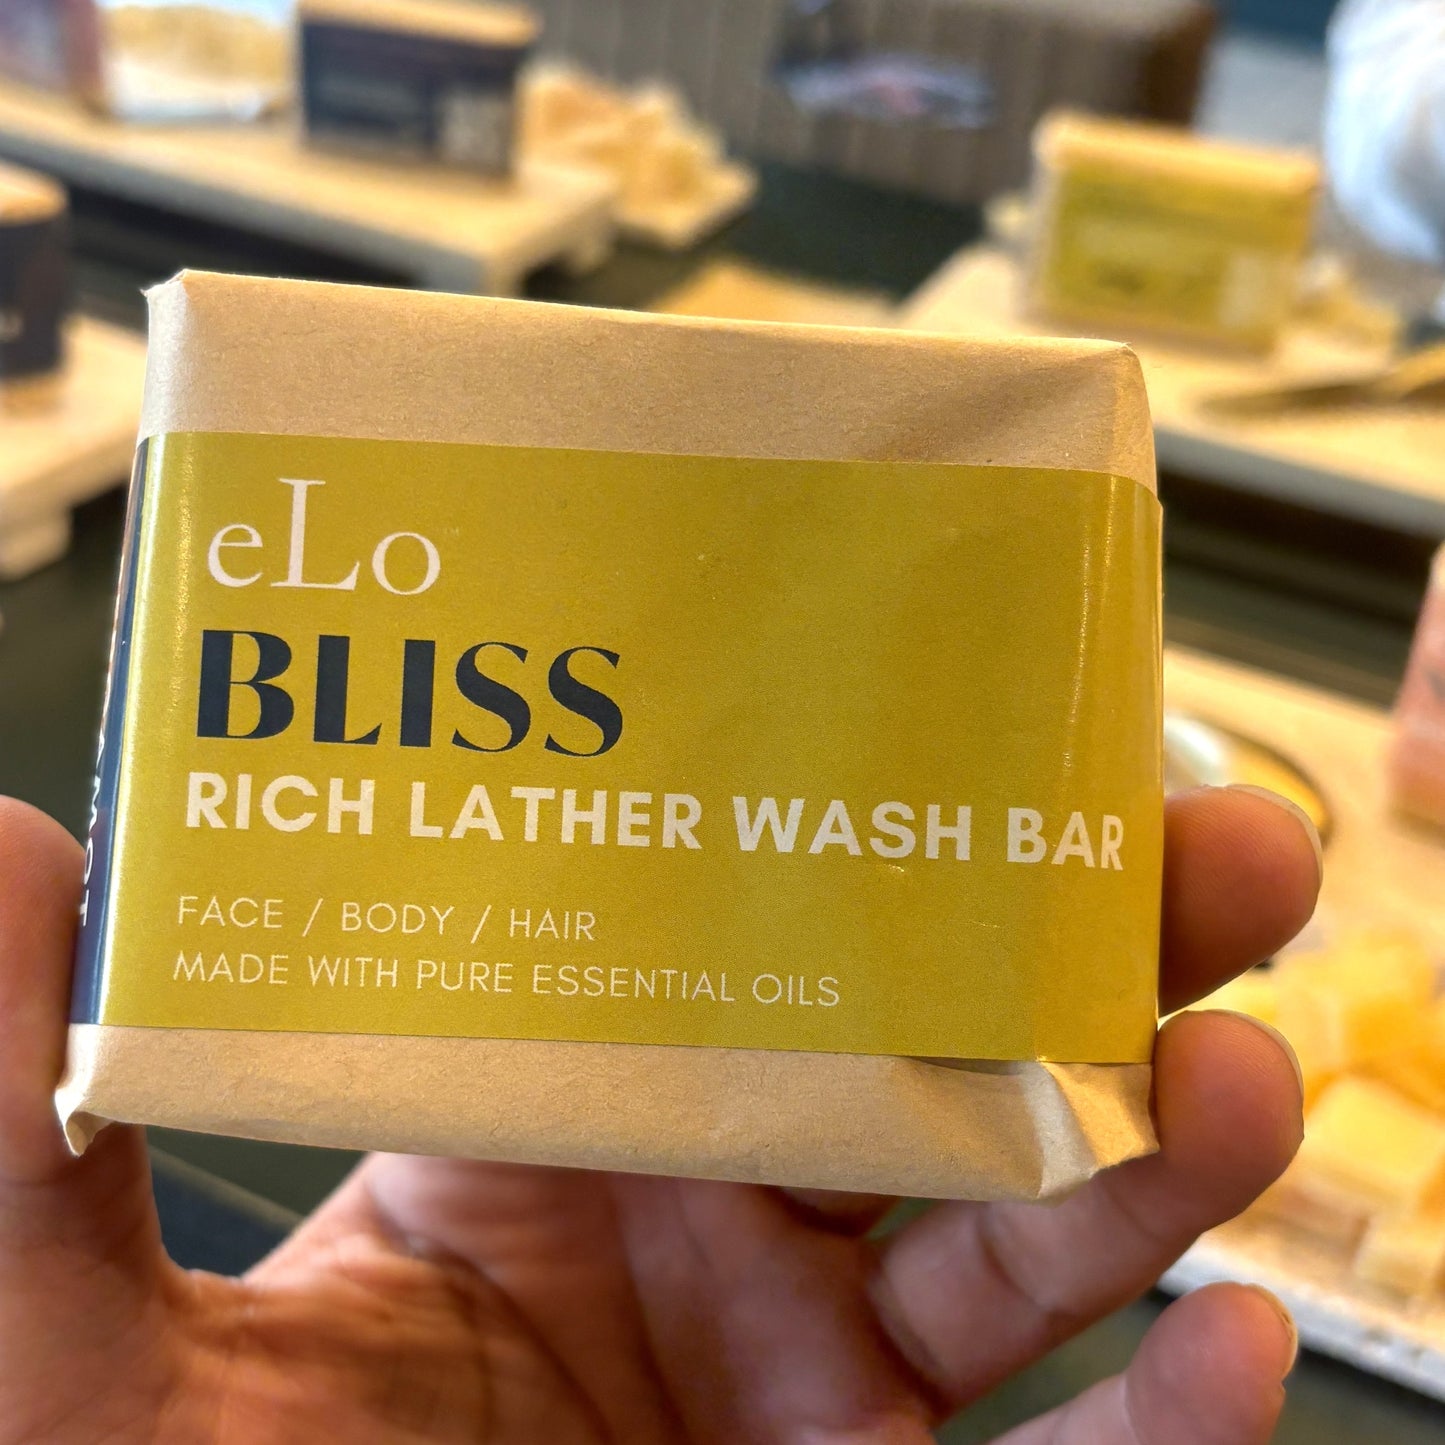 eLo
BLISS
RICH LATHER WASH BAR
FACE / BODY / HAIR
MADE WITH PURE ESSENTIAL OILS